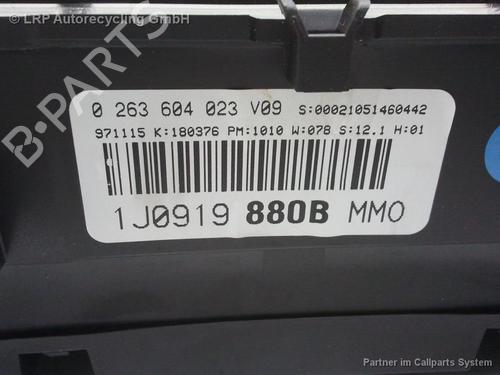 © LRP Autorecycling GmbH
0 263 604 023 V09 S:00021051460442
971115 K:180376 PM:1010 W:078 S:12.1 H:01
1J0919 880B MMO
B-PARTS
Partner im Callparts System